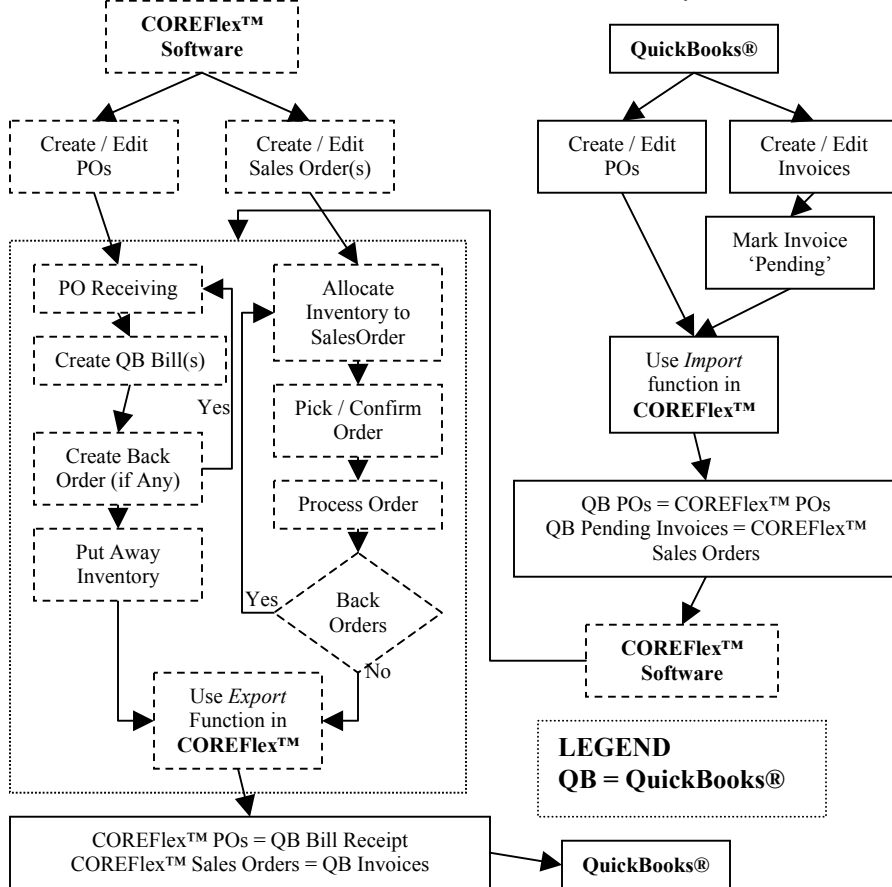 COREFlex™
Software
QuickBooks®
Create / Edit
POs
Create / Edit
Sales Order(s)
Create / Edit
POs
Create / Edit
Invoices
Mark Invoice
‘Pending’
PO Receiving
Create QB Bill(s)
Yes
Create Back
Order (if Any)
Put Away
Inventory
Allocate
Inventory to
SalesOrder
Pick / Confirm
Order
Process Order
Yes
Back
Orders
No
Use Export
Function in
COREFlex™
Use Import
function in
COREFlex™
QB POs = COREFlex™ POs
QB Pending Invoices = COREFlex™
Sales Orders
COREFlex™
Software
LEGEND
QB = QuickBooks®
COREFlex™ POs = QB Bill Receipt
COREFlex™ Sales Orders = QB Invoices
QuickBooks®